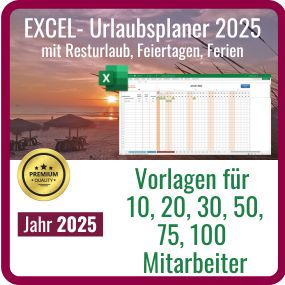 EXCEL- Urlaubsplaner 2025
mit Resturlaub, Feiertagen, Ferien
X
PREMIUM
QUALITY
Jahr 2025
Vorlagen für
10, 20, 30, 50,
75, 100
Mitarbeiter